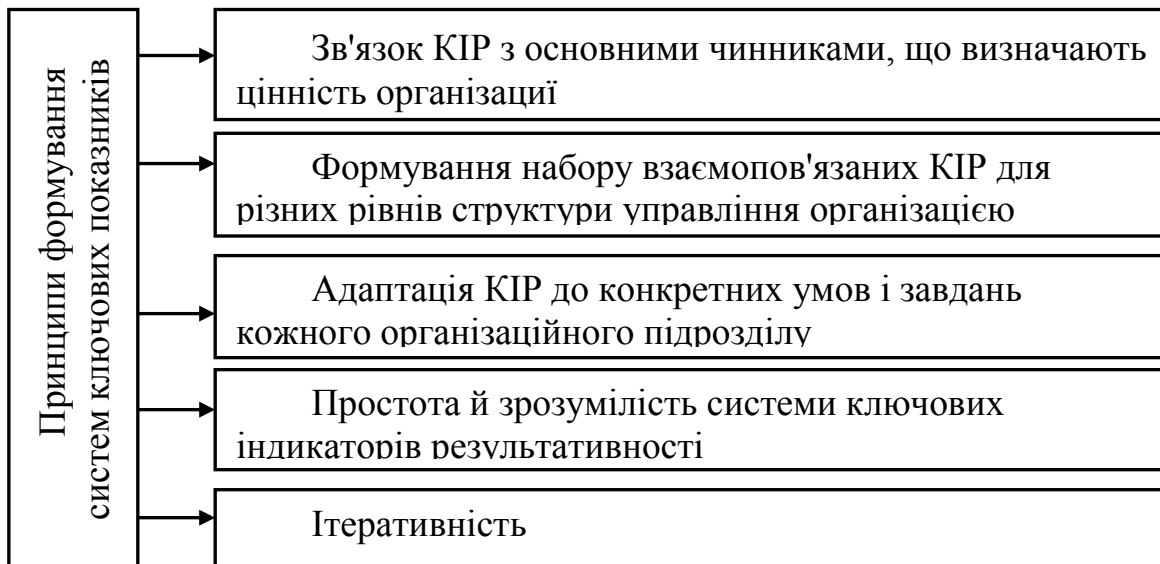 Принципи формування
систем ключових показників
Зв'язок КІР з основними чинниками, що визначають
цінність організациї
Формування набору взаємопов'язаних КІР для
різних рівнів структури управління організацією
Адаптація КІР до конкретних умов і завдань
кожного організаційного підрозділу
Простота й зрозумілість системи ключових
індикаторів результативності
Ітеративність